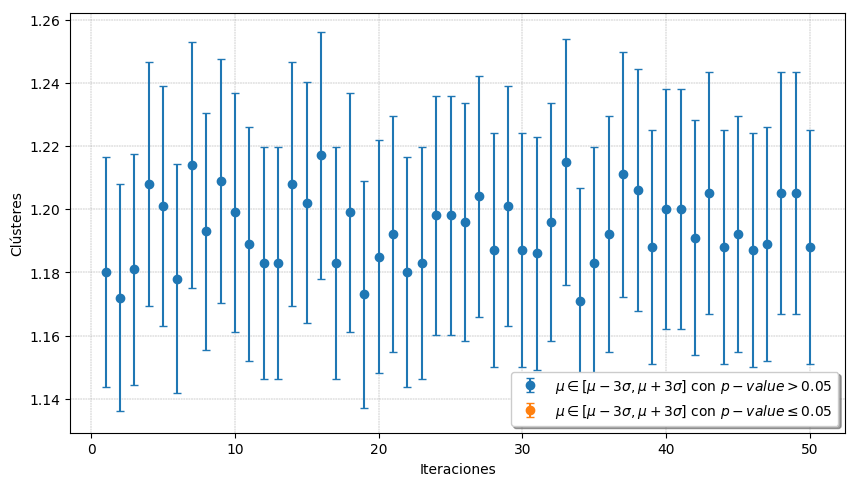 1.26
1.24
1.22
1.20
1.18
1.16
1.14
Clústeres
μ ∈ [μ − 3σ, μ + 3σ] con p − value > 0.05
μ ∈ [μ − 3σ, μ + 3σ] con p − value ≤ 0.05
0 10 20 30 40 50
Iteraciones